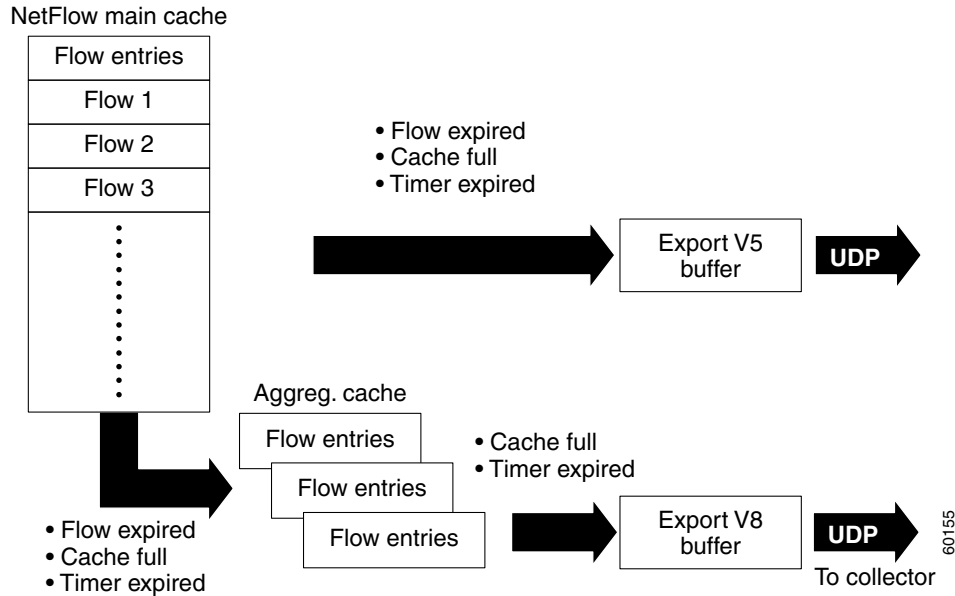 NetFlow main cache
Flow entries
Flow 1
Flow 2
Flow 3
• Flow expired
• Cache full
• Timer expired
Export V5
buffer
UDP
Aggreg. cache
Flow entries
Flow entries
Flow entries
• Cache full
• Timer expired
• Flow expired
• Cache full
• Timer expired
Export V8
buffer
UDP
To collector
60155